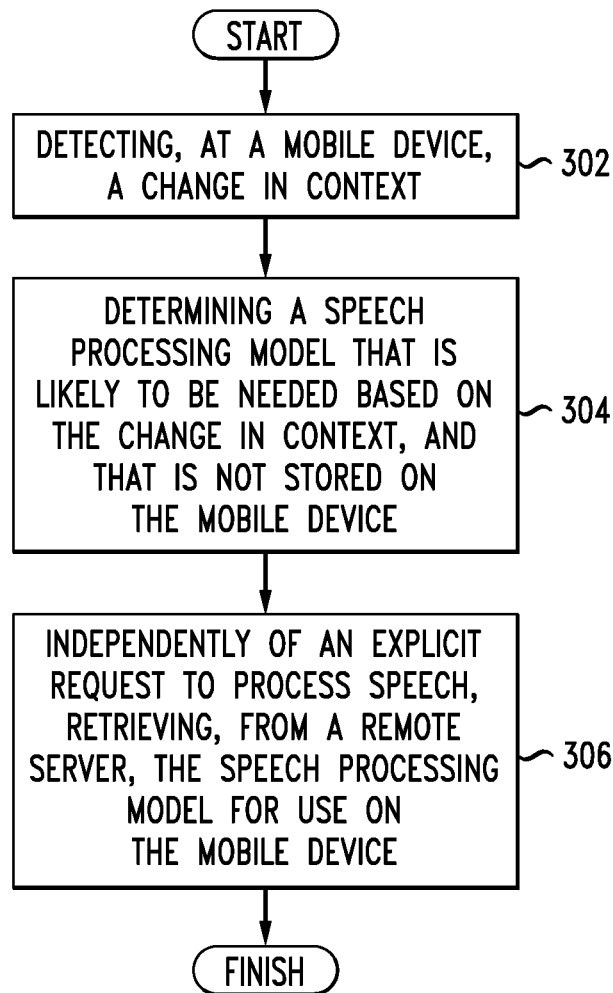 START
DETECTING, AT A MOBILE DEVICE,
A CHANGE IN CONTEXT
302
DETERMINING A SPEECH
PROCESSING MODEL THAT IS
LIKELY TO BE NEEDED BASED ON
THE CHANGE IN CONTEXT, AND
THAT IS NOT STORED ON
THE MOBILE DEVICE
304
INDEPENDENTLY OF AN EXPLICIT
REQUEST TO PROCESS SPEECH,
RETRIEVING, FROM A REMOTE
SERVER, THE SPEECH PROCESSING
MODEL FOR USE ON
THE MOBILE DEVICE
306
FINISH